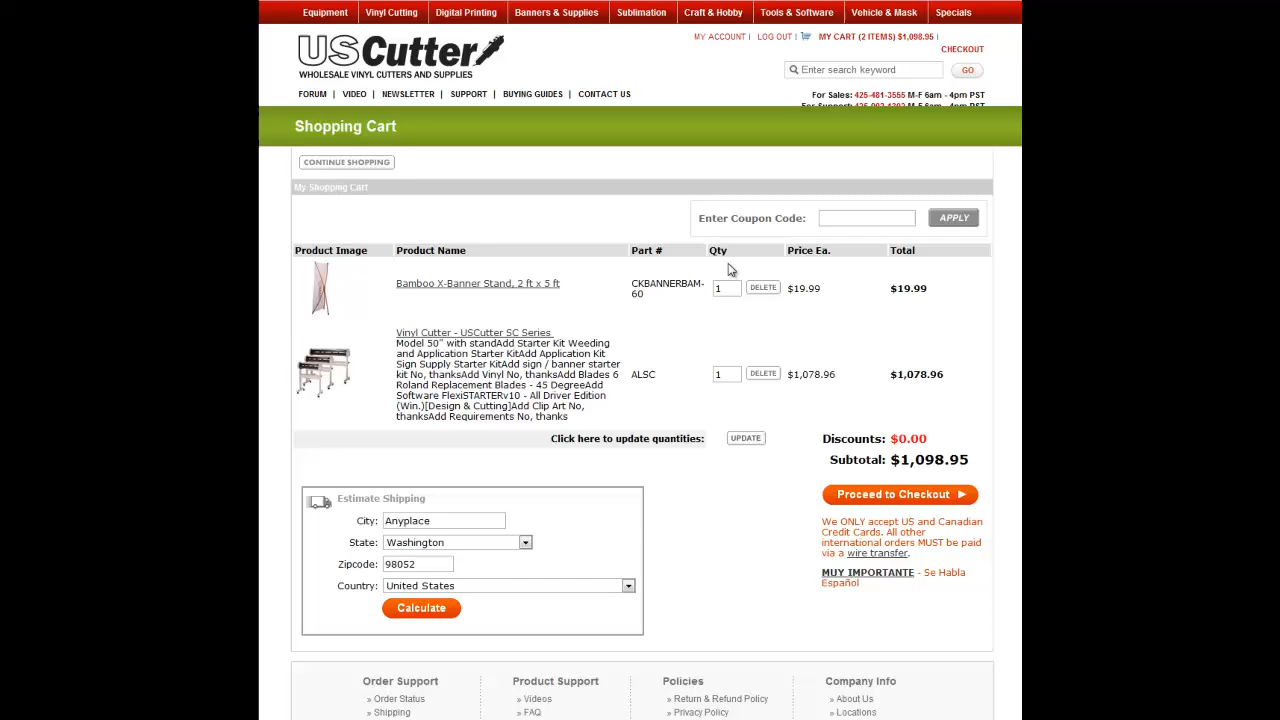 Equipment Vinyl Cutting Digital Printing Banners & Supplies Sublimation Craft & Hobby Tools & Software Vehicle & Mask Specials
MY ACCOUNT | LOG OUT | MY CART (2 ITEMS) $1,098.95 |
CHECKOUT
USCutter
WHOLESALE VINYL CUTTERS AND SUPPLIES
Enter search keyword GO
FORUM | VIDEO | NEWSLETTER | SUPPORT | BUYING GUIDES | CONTACT US
For Sales: 425-481-3555 M-F 6am - 4pm PST
Shopping Cart
CONTINUE SHOPPING
My Shopping Cart
Enter Coupon Code: APPLY
Product Image Product Name Part # Qty Price Ea. Total
Bamboo X-Banner Stand, 2 ft x 5 ft CKBANNERBAM-
60 1 DELETE $19.99 $19.99
Vinyl Cutter - USCutter SC Series
Model 50" with standAdd Starter Kit Weeding
and Application Starter KitAdd Application Kit
Sign Supply Starter KitAdd sign / banner starter
kit No, thanksAdd Vinyl No, thanksAdd Blades 6
Roland Replacement Blades - 45 DegreeAdd
Software FlexiSTARTERv10 - All Driver Edition
(Win.)[Design & Cutting]Add Clip Art No,
thanksAdd Requirements No, thanks
ALSC 1 DELETE $1,078.96 $1,078.96
Click here to update quantities: UPDATE
Discounts: $0.00
Subtotal: $1,098.95
Proceed to Checkout
We ONLY accept US and Canadian
Credit Cards. All other
international orders MUST be paid
via a wire transfer.
MUY IMPORTANTE - Se Habla
Español
Estimate Shipping
City: Anyplace
State: Washington
Zipcode: 98052
Country: United States
Calculate
Order Support Product Support Policies Company Info
» Order Status » Videos » Return & Refund Policy » About Us
» Shipping » FAQ » Privacy Policy » Locations